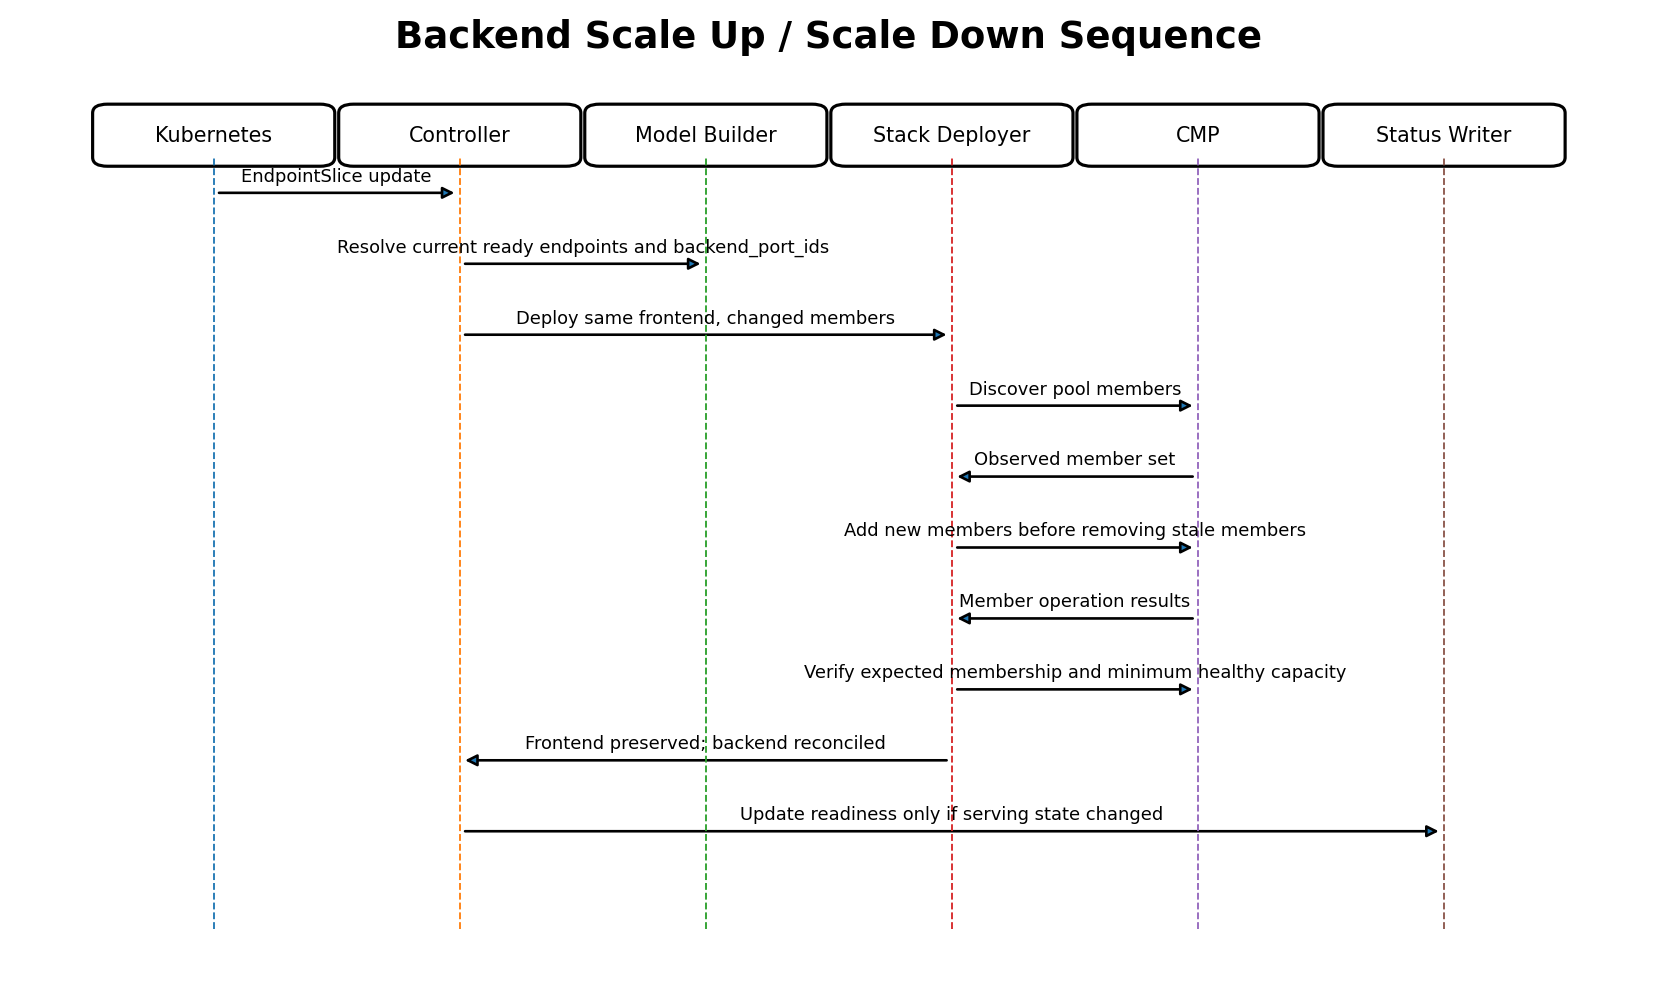 Backend Scale Up / Scale Down Sequence
Kubernetes
Controller
Model Builder
Stack Deployer
CMP
Status Writer
EndpointSlice update
Resolve current ready endpoints and backend_port_ids
Deploy same frontend, changed members
Discover pool members
Observed member set
Add new members before removing stale members
Member operation results
Verify expected membership and minimum healthy capacity
Frontend preserved; backend reconciled
Update readiness only if serving state changed